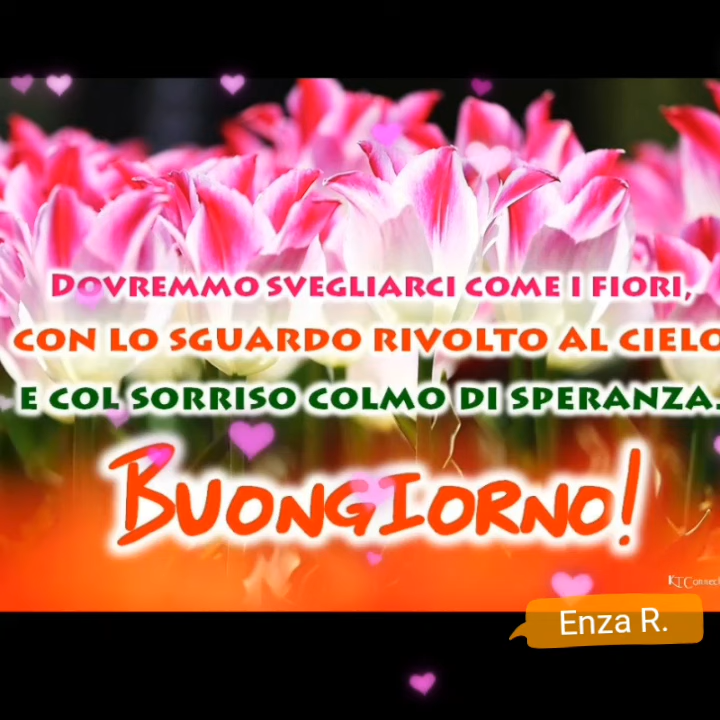 DOVREMMO SVEGLIARCI COME I FIORI,
CON LO SGUARDO RIVOLTO AL CIELO
E COL SORRISO COLMO DI SPERANZA.
BUONGIORNO!
Enza R.